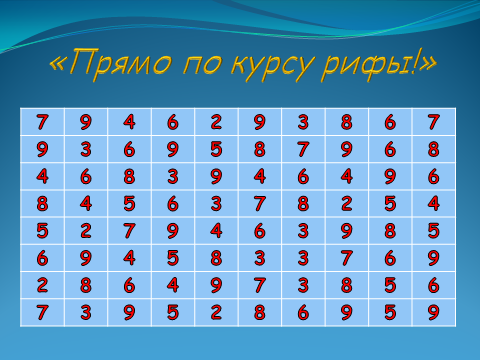 «Прямо по курсу рифы!»
7 9 4 6 2 9 3 8 6 7
9 3 6 9 5 8 7 9 6 8
4 6 8 3 9 4 6 4 9 6
8 4 5 6 3 7 8 2 5 4
5 2 7 9 4 6 3 9 8 5
6 9 4 5 8 3 3 7 6 9
2 8 6 4 9 7 3 8 5 6
7 3 9 5 2 8 6 9 5 9